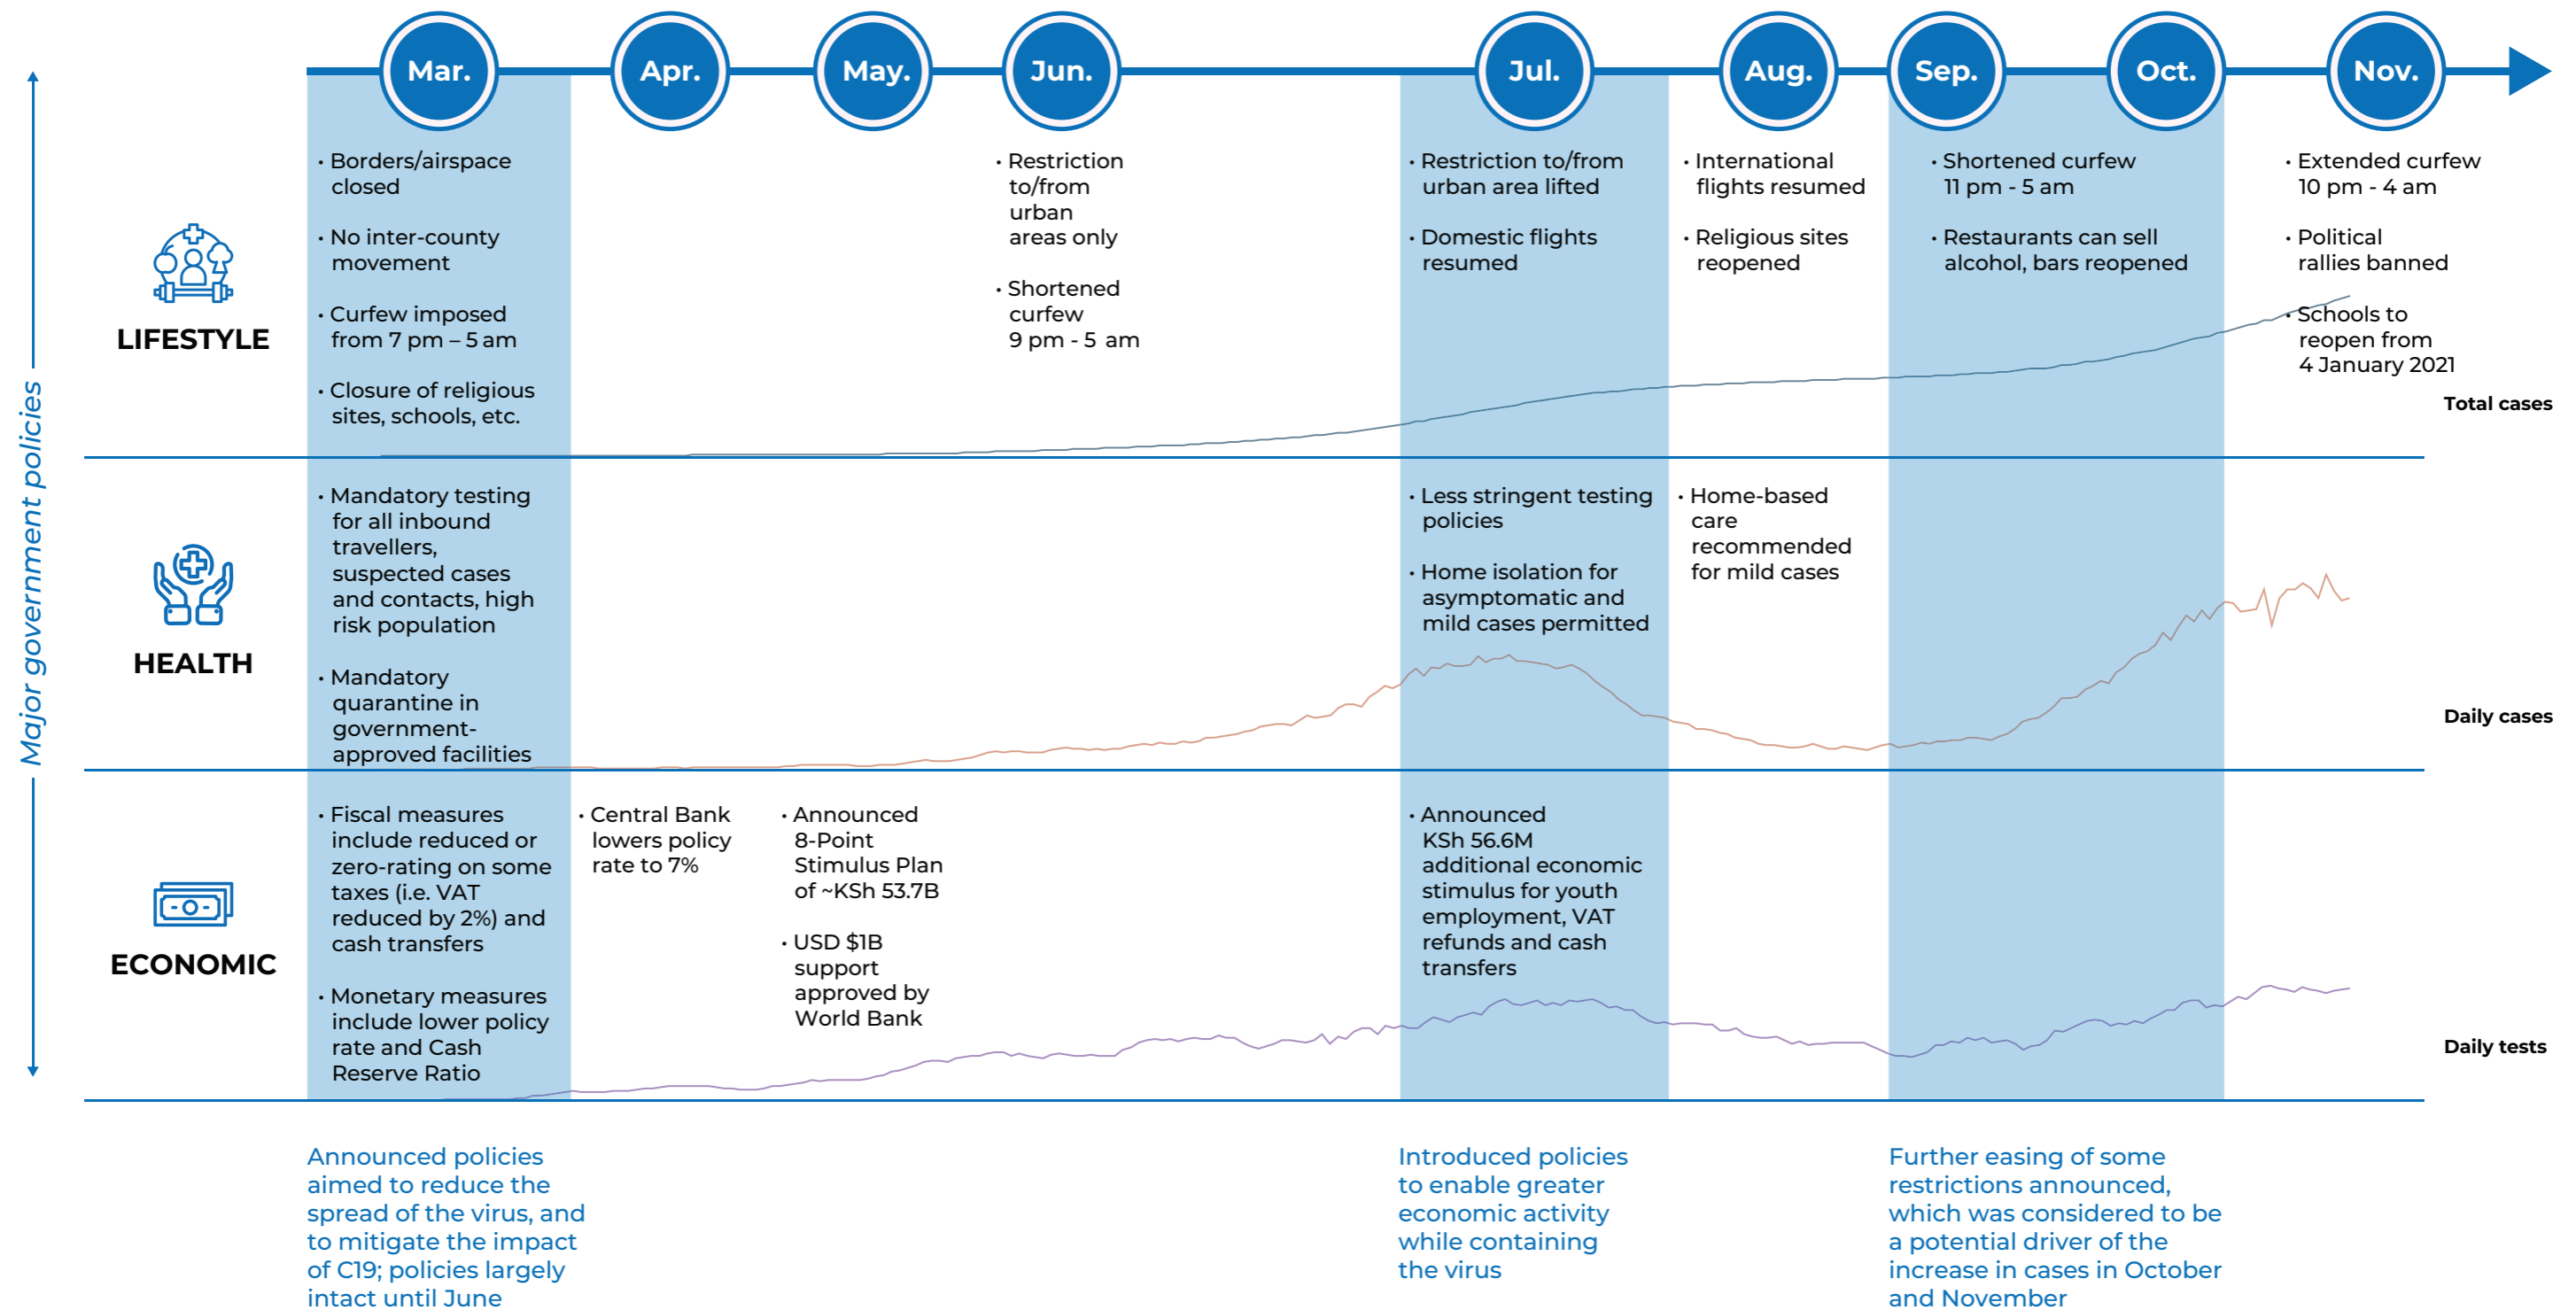 Mar.
Apr.
May.
Jun.
Jul.
Aug.
Sep.
Oct.
Nov.
Major government policies
LIFESTYLE
• Borders/airspace
closed
• No inter-county
movement
• Curfew imposed
from 7 pm – 5 am
• Closure of religious
sites, schools, etc.
• Restriction
to/from
urban
areas only
• Shortened
curfew
9 pm - 5 am
• Restriction to/from
urban area lifted
• Domestic flights
resumed
• International
flights resumed
• Religious sites
reopened
• Shortened curfew
11 pm - 5 am
• Restaurants can sell
alcohol, bars reopened
• Extended curfew
10 pm - 4 am
• Political
rallies banned
• Schools to
reopen from
4 January 2021
Total cases
HEALTH
• Mandatory testing
for all inbound
travellers,
suspected cases
and contacts, high
risk population
• Mandatory
quarantine in
government-
approved facilities
• Less stringent testing
policies
• Home isolation for
asymptomatic and
mild cases permitted
• Home-based
care
recommended
for mild cases
Daily cases
ECONOMIC
• Fiscal measures
include reduced or
zero-rating on some
taxes (i.e. VAT
reduced by 2%) and
cash transfers
• Monetary measures
include lower policy
rate and Cash
Reserve Ratio
• Central Bank
lowers policy
rate to 7%
• Announced
8-Point
Stimulus Plan
of ~KSh 53.7B
• USD $1B
support
approved by
World Bank
• Announced
KSh 56.6M
additional economic
stimulus for youth
employment, VAT
refunds and cash
transfers
Daily tests
Announced policies
aimed to reduce the
spread of the virus, and
to mitigate the impact
of C19; policies largely
intact until June
Introduced policies
to enable greater
economic activity
while containing
the virus
Further easing of some
restrictions announced,
which was considered to be
a potential driver of the
increase in cases in October
and November